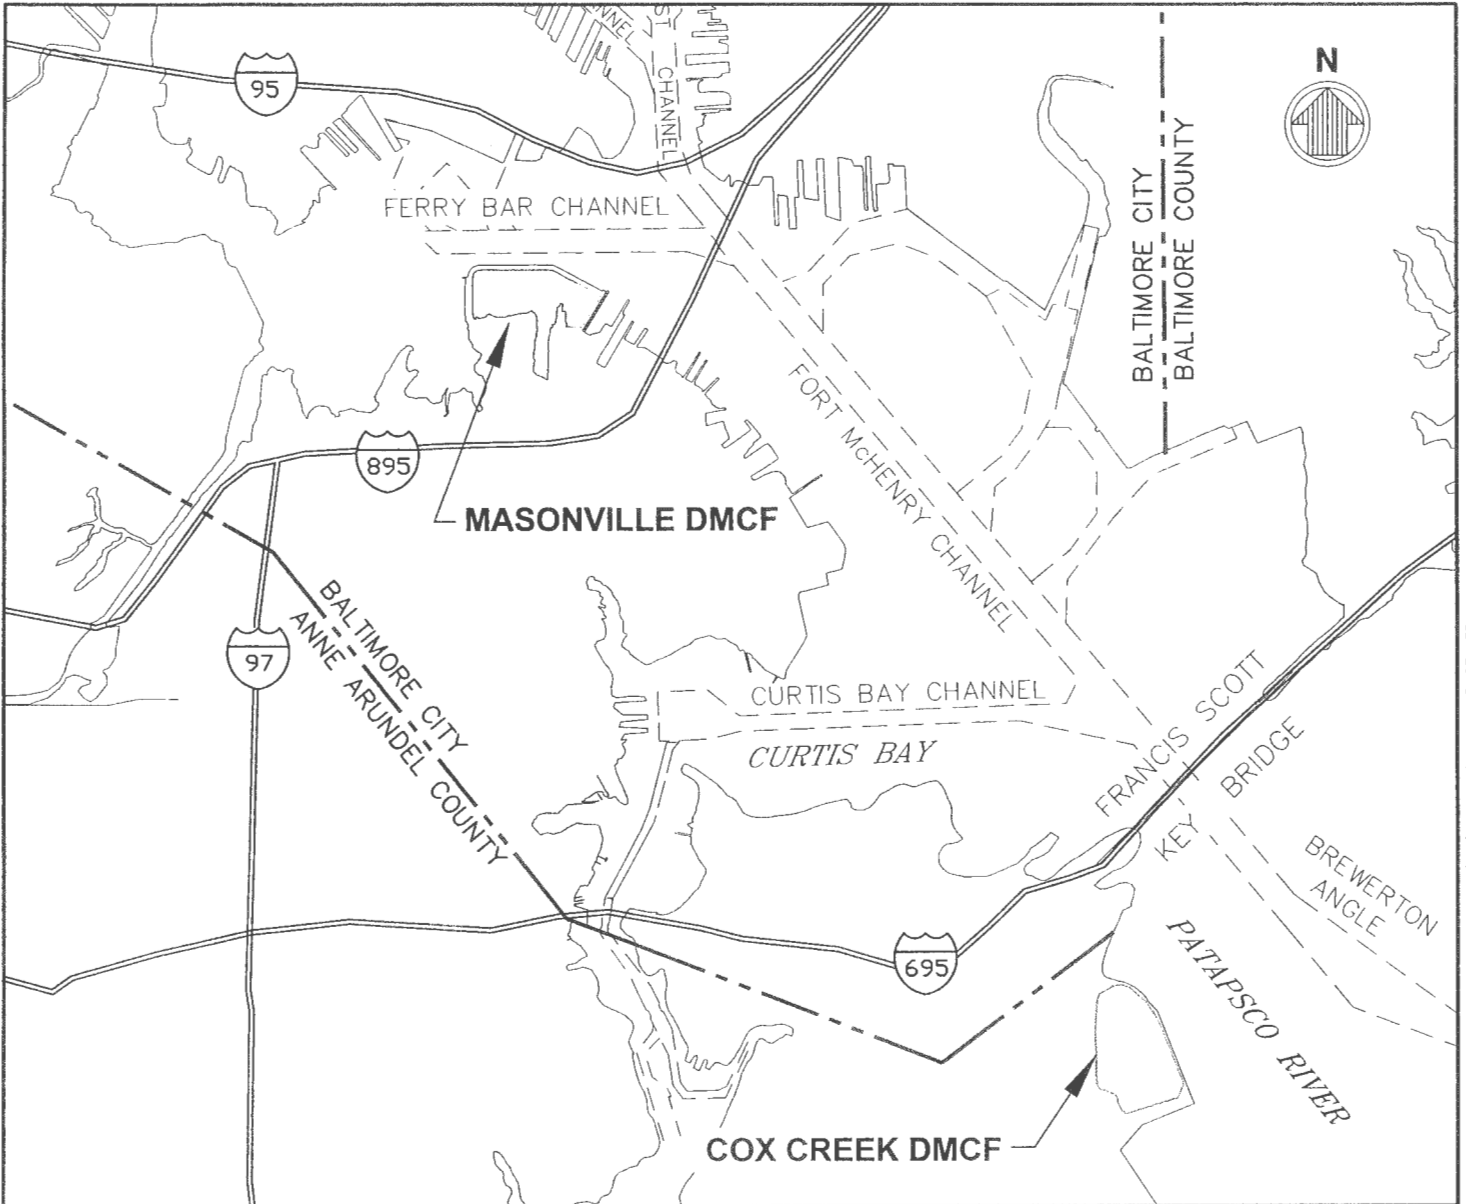 ST CHANNEL
N
95
FERRY BAR CHANNEL
BALTIMORE CITY
BALTIMORE COUNTY
FORT McHENRY CHANNEL
895
MASONVILLE DMCF
BALTIMORE CITY
ANNE ARUNDEL COUNTY
97
CURTIS BAY CHANNEL
CURTIS BAY
FRANCIS SCOTT
KEY BRIDGE
BREWERTON
ANGLE
695
PATAPSCO RIVER
COX CREEK DMCF